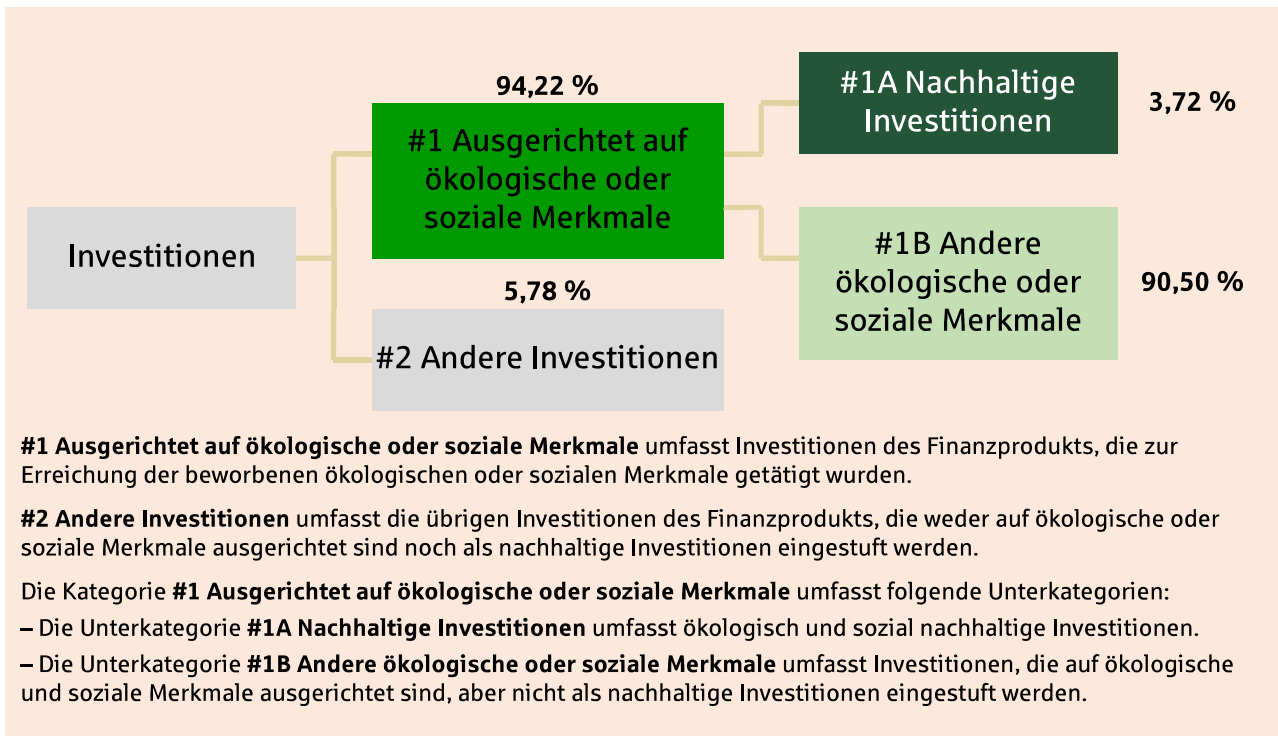 94,22 %
#1 Ausgerichtet auf
ökologische oder
soziale Merkmale
#1A Nachhaltige
Investitionen
3,72 %
Investitionen
#1B Andere
ökologische oder
soziale Merkmale
90,50 %
5,78 %
#2 Andere Investitionen
#1 Ausgerichtet auf ökologische oder soziale Merkmale umfasst Investitionen des Finanzprodukts, die zur
Erreichung der beworbenen ökologischen oder sozialen Merkmale getätigt wurden.
#2 Andere Investitionen umfasst die übrigen Investitionen des Finanzprodukts, die weder auf ökologische oder
soziale Merkmale ausgerichtet sind noch als nachhaltige Investitionen eingestuft werden.
Die Kategorie #1 Ausgerichtet auf ökologische oder soziale Merkmale umfasst folgende Unterkategorien:
– Die Unterkategorie #1A Nachhaltige Investitionen umfasst ökologisch und sozial nachhaltige Investitionen.
– Die Unterkategorie #1B Andere ökologische oder soziale Merkmale umfasst Investitionen, die auf ökologische
und soziale Merkmale ausgerichtet sind, aber nicht als nachhaltige Investitionen eingestuft werden.